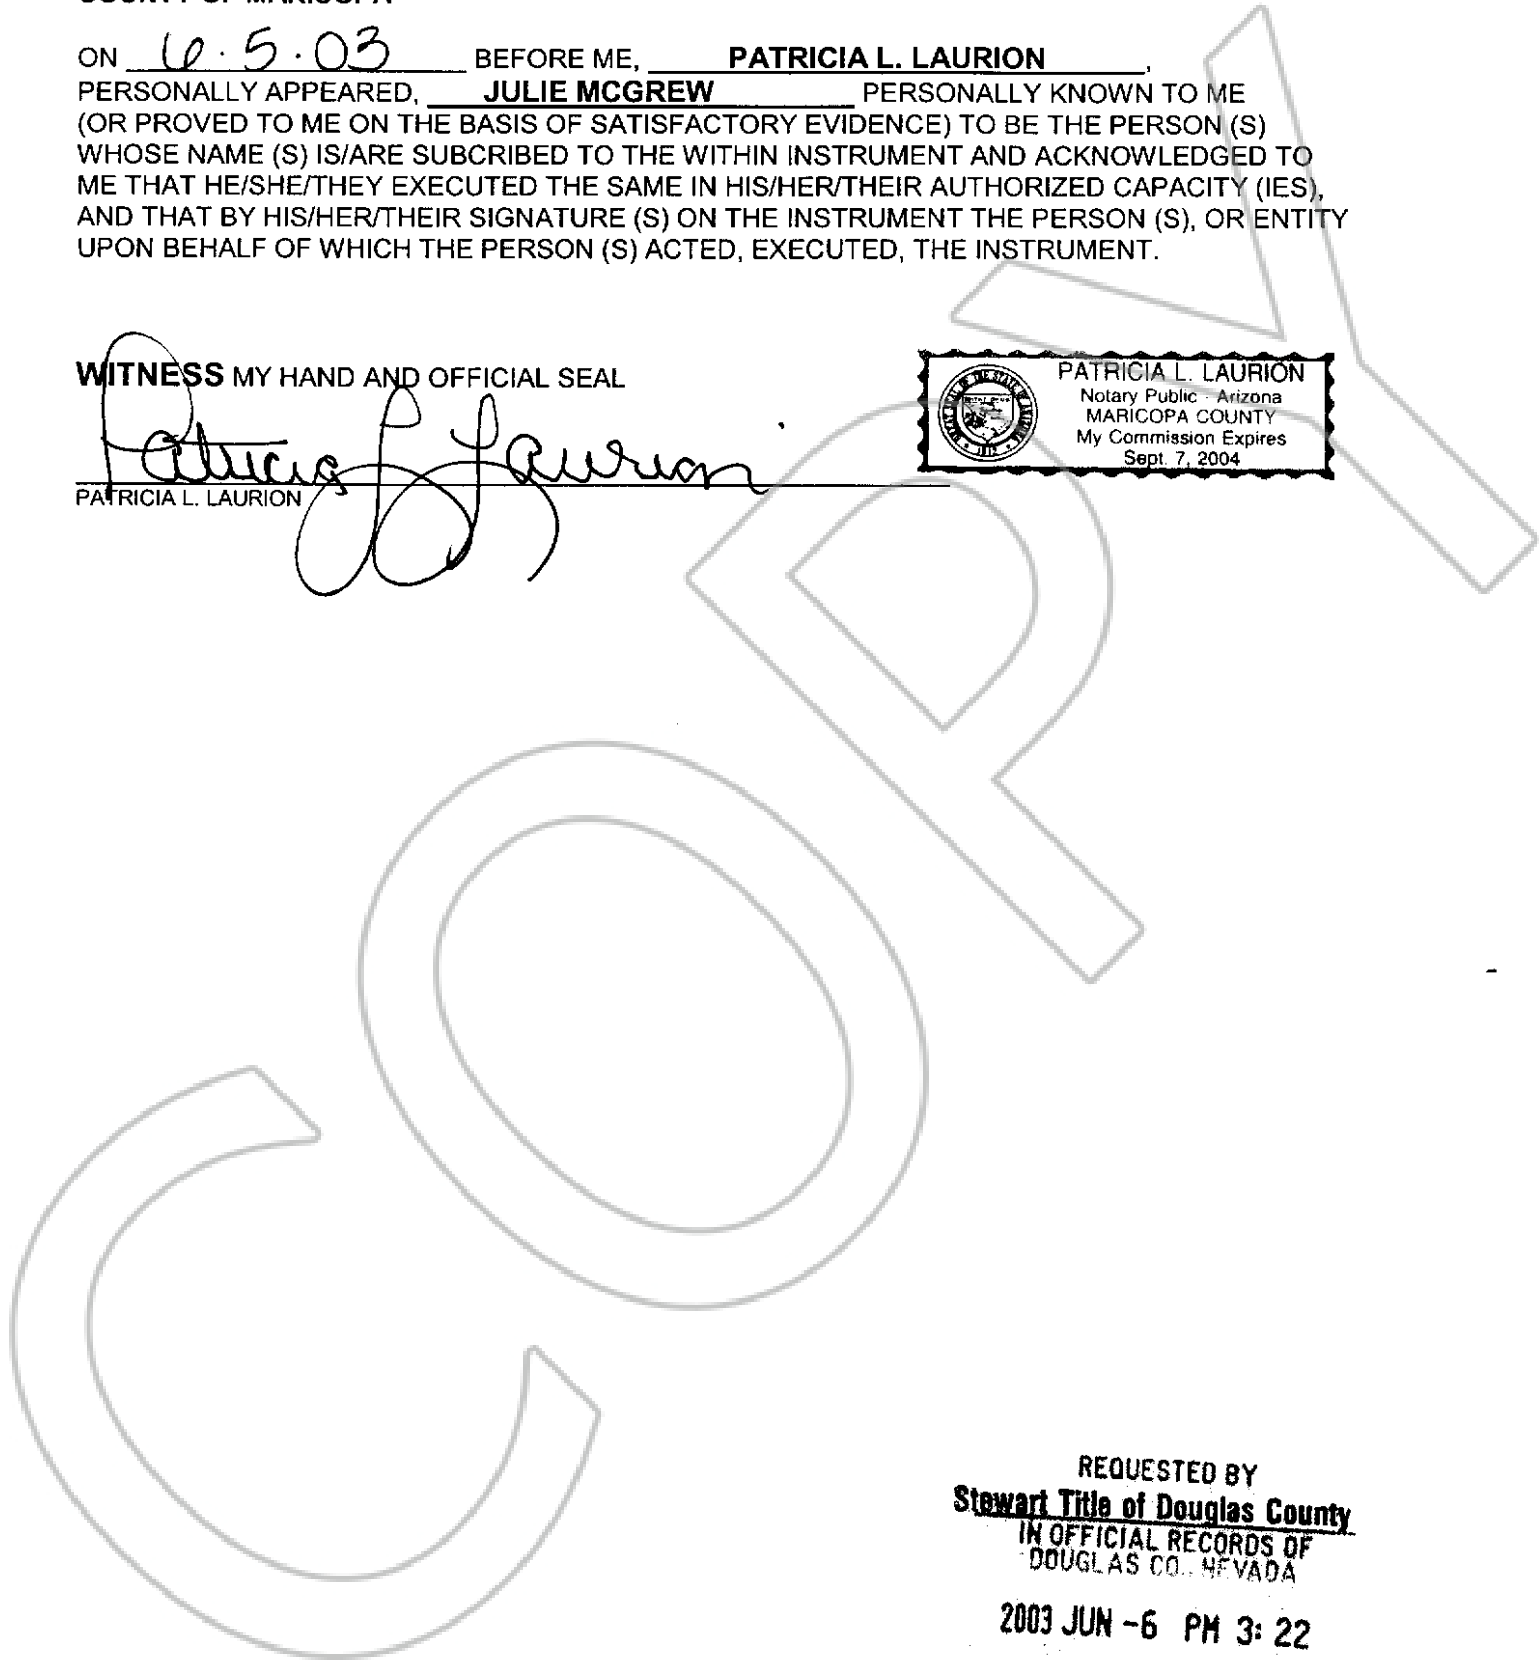 COUNTY OF MARICOPA
ON 6.5.03 BEFORE ME, PATRICIA L. LAURION,
PERSONALLY APPEARED, JULIE MCGREW PERSONALLY KNOWN TO ME
(OR PROVED TO ME ON THE BASIS OF SATISFACTORY EVIDENCE) TO BE THE PERSON (S)
WHOSE NAME (S) IS/ARE SUBCRIBED TO THE WITHIN INSTRUMENT AND ACKNOWLEDGED TO
ME THAT HE/SHE/THEY EXECUTED THE SAME IN HIS/HER/THEIR AUTHORIZED CAPACITY (IES),
AND THAT BY HIS/HER/THEIR SIGNATURE (S) ON THE INSTRUMENT THE PERSON (S), OR ENTITY
UPON BEHALF OF WHICH THE PERSON (S) ACTED, EXECUTED, THE INSTRUMENT.
WITNESS MY HAND AND OFFICIAL SEAL
Patricia L Laurion
PATRICIA L. LAURION
PATRICIA L. LAURION
Notary Public - Arizona
MARICOPA COUNTY
My Commission Expires
Sept. 7, 2004
COPY
REQUESTED BY
Stewart Title of Douglas County
IN OFFICIAL RECORDS OF
DOUGLAS CO., NEVADA
2003 JUN -6 PM 3: 22